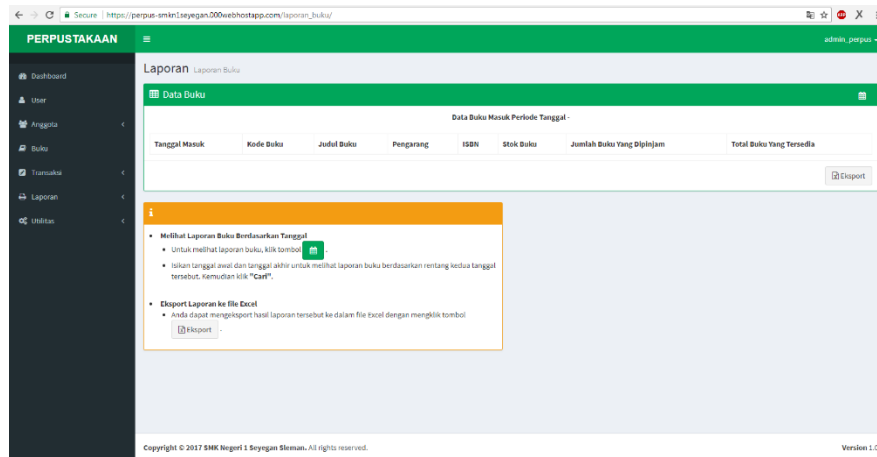 Secure | https://perpus-smkn1seyegan.000webhostapp.com/laporan_buku/
PERPUSTAKAAN
admin_perpus
Dashboard
User
Anggota
Buku
Transaksi
Laporan
Utilitas
Laporan Laporan Buku
Data Buku
Data Buku Masuk Periode Tanggal -
Tanggal Masuk Kode Buku Judul Buku Pengarang ISBN Stok Buku Jumlah Buku Yang Dipinjam Total Buku Yang Tersedia
Eksport
Melihat Laporan Buku Berdasarkan Tanggal
Untuk melihat laporan buku, klik tombol .
Isikan tanggal awal dan tanggal akhir untuk melihat laporan buku berdasarkan rentang kedua tanggal
tersebut. Kemudian klik "Cari".
Eksport Laporan ke file Excel
Anda dapat mengeksport hasil laporan tersebut ke dalam file Excel dengan mengklik tombol
Eksport .
Copyright © 2017 SMK Negeri 1 Seyegan Sleman. All rights reserved.
Version 1.0